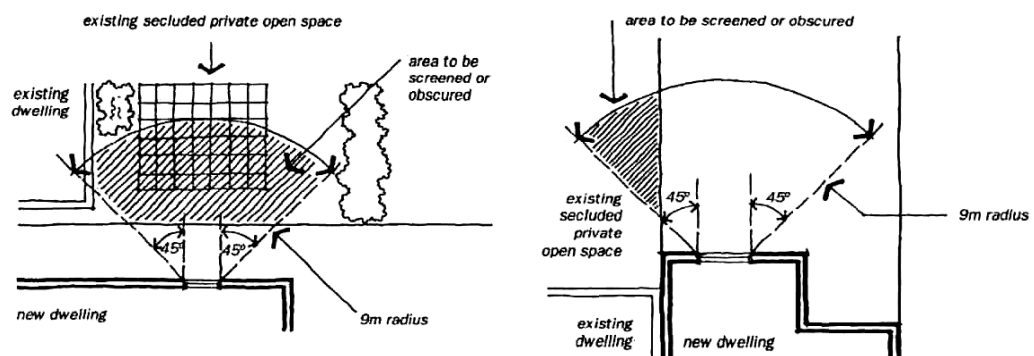 existing secluded private open space
area to be
screened or
obscured
existing
dwelling
45°
45°
new dwelling
9m radius
area to be screened or obscured
45°
45°
existing
secluded
private
open space
9m radius
existing
dwelling
new dwelling